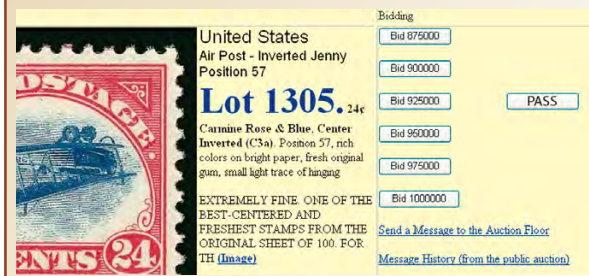 Bidding
United States
Air Post - Inverted Jenny
Position 57
Lot 1305. 24¢
Carmine Rose & Blue, Center
Inverted (C3a). Position 57, rich
colors on bright paper, fresh original
gum, small light trace of hinging
EXTREMELY FINE. ONE OF THE
BEST-CENTERED AND
FRESHEST STAMPS FROM THE
ORIGINAL SHEET OF 100. FOR
TH (Image)
Bid 875000
Bid 900000
Bid 925000
PASS
Bid 950000
Bid 975000
Bid 1000000
Send a Message to the Auction Floor
Message History (from the public auction)
OSTAGE
ENTS 24